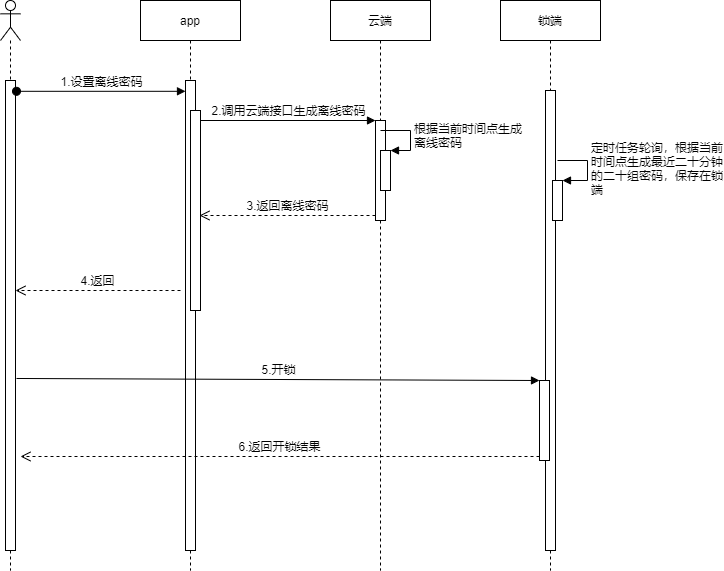 app
云端
锁端
1.设置离线密码
2.调用云端接口生成离线密码
根据当前时间点生成
离线密码
定时任务轮询，根据当前
时间点生成最近二十分钟
的二十组密码，保存在锁
端
3.返回离线密码
4.返回
5.开锁
6.返回开锁结果